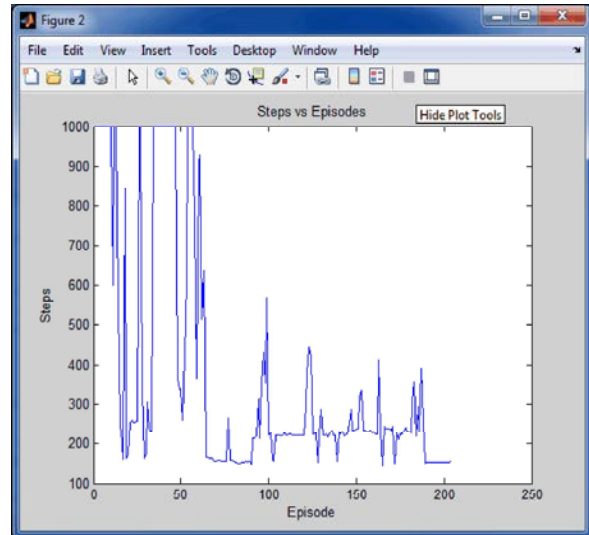 Figure 2
File Edit View Insert Tools Desktop Window Help
Steps vs Episodes
Hide Plot Tools
1000
900
800
700
600
500
400
300
200
100
Steps
0 50 100 150 200 250
Episode